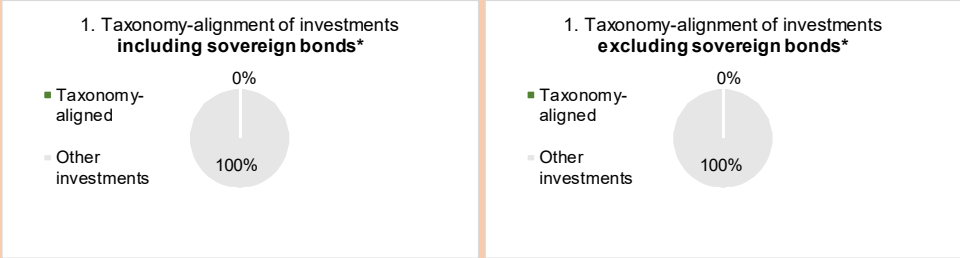 1. Taxonomy-alignment of investments
including sovereign bonds*
0%
Taxonomy-
aligned
Other
investments
100%
1. Taxonomy-alignment of investments
excluding sovereign bonds*
0%
Taxonomy-
aligned
Other
investments
100%